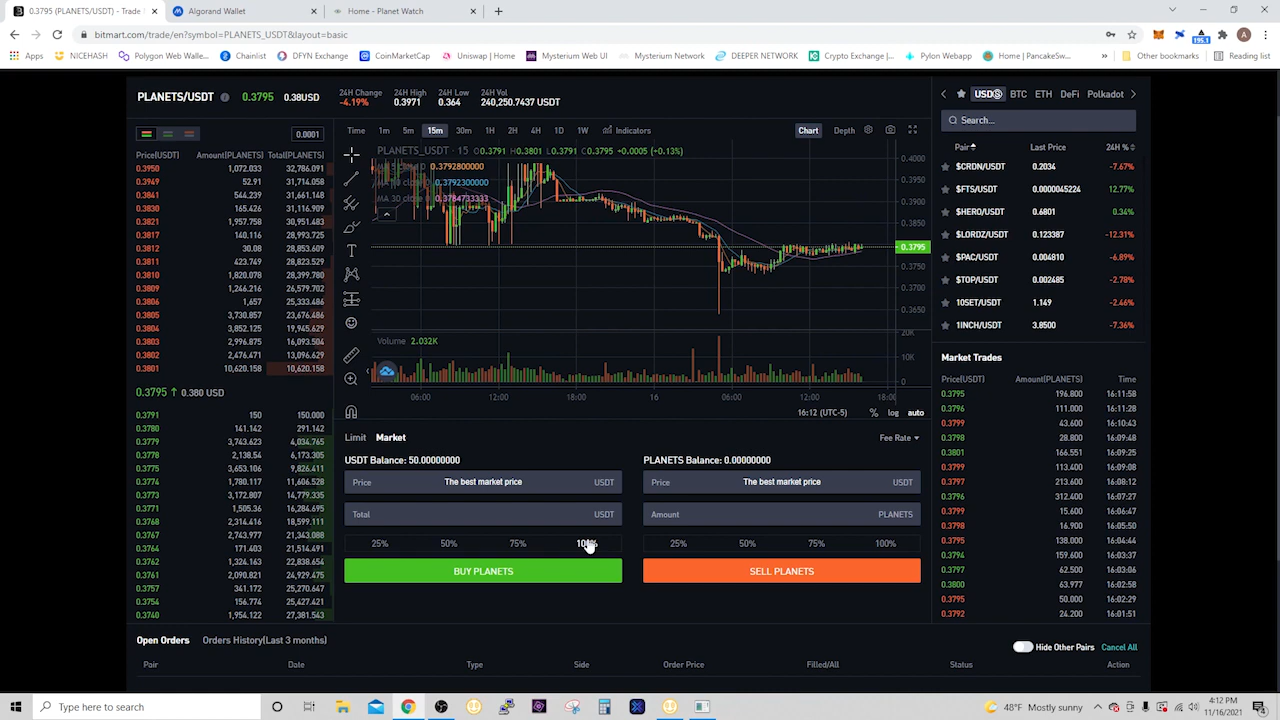 0.3795 (PLANETS/USDT) - Trade
Algorand Wallet
Home - Planet Watch
bitmart.com/trade/en?symbol=PLANETS_USDT&layout=basic
Apps
NICEHASH
Polygon Web Walle...
Chainlist
DFYN Exchange
CoinMarketCap
Uniswap | Home
Mysterium Web UI
Mysterium Network
DEEPER NETWORK
Crypto Exchange |...
Pylon Webapp
Home | PancakeSw...
Other bookmarks
Reading list
PLANETS/USDT 0.3795 0.38USD
24H Change
-4.19%
24H High
0.3971
24H Low
0.364
24H Vol
240,250.7437 USDT
0.0001
Price(USDT) Amount(PLANETS) Total(PLANETS)
0.3950 1,072.033 32,786.091
0.3949 52.91 31,714.058
0.3841 544.239 31,661.148
0.3830 165.426 31,116.909
0.3821 1,957.758 30,951.483
0.3817 140.116 28,993.725
0.3812 30.08 28,853.609
0.3811 423.749 28,823.529
0.3810 1,820.078 28,399.780
0.3809 1,246.216 26,579.702
0.3806 1,657 25,333.486
0.3805 3,730.857 23,676.486
0.3804 3,852.125 19,945.629
0.3803 2,996.875 16,093.504
0.3802 2,476.471 13,096.629
0.3801 10,620.158 10,620.158
0.3795 0.380 USD
0.3791 150 150.000
0.3780 141.142 291.142
0.3779 3,743.623 4,034.765
0.3778 2,138.54 6,173.305
0.3775 3,653.106 9,826.411
0.3774 1,780.117 11,606.528
0.3773 3,172.807 14,779.335
0.3771 1,505.36 16,284.695
0.3768 2,314.416 18,599.111
0.3767 2,743.977 21,343.088
0.3764 171.403 21,514.491
0.3762 1,324.163 22,838.654
0.3761 2,090.821 24,929.475
0.3757 341.172 25,270.647
0.3754 156.774 25,427.421
0.3740 1,954.122 27,381.543
Time 1m 5m 15m 30m 1H 2H 4H 1D 1W Indicators
Chart Depth
PLANETS_USDT · 15 O0.3791 H0.3801 L0.3791 C0.3795 +0.0005 (+0.13%)
0.3792800000
0.3792300000
MA 30 close 0 0.3784733333
0.4000
0.3950
0.3900
0.3850
0.3795
0.3750
0.3700
0.3650
Volume 2.032K
20K
10K
0
06:00 12:00 18:00 16 06:00 12:00 18:00
16:12 (UTC-5) % log auto
Limit Market
Fee Rate
USDT Balance: 50.00000000
Price The best market price USDT
Total USDT
25% 50% 75% 100%
BUY PLANETS
PLANETS Balance: 0.00000000
Price The best market price USDT
Amount PLANETS
25% 50% 75% 100%
SELL PLANETS
USDⓈ BTC ETH DeFi Polkadot
Search...
Pair Last Price 24H %
$CRDN/USDT 0.2034 -7.67%
$FTS/USDT 0.0000045224 12.77%
$HERO/USDT 0.6801 0.36%
$LORDZ/USDT 0.123387 -12.31%
$PAC/USDT 0.004810 -6.89%
$TOP/USDT 0.002485 -2.78%
10SET/USDT 1.149 -2.46%
1INCH/USDT 3.8500 -7.36%
Market Trades
Price(USDT) Amount(PLANETS) Time
0.3795 196.800 16:11:58
0.3796 111.000 16:11:28
0.3799 43.600 16:10:43
0.3798 28.800 16:09:48
0.3801 166.551 16:09:25
0.3799 113.400 16:09:08
0.3797 213.600 16:08:12
0.3796 312.400 16:07:27
0.3799 15.600 16:06:47
0.3798 16.900 16:05:50
0.3795 138.000 16:04:44
0.3794 159.600 16:03:37
0.3797 62.500 16:03:06
0.3800 63.977 16:02:58
0.3795 50.000 16:02:29
0.3792 24.200 16:01:51
Open Orders Orders History(Last 3 months)
Hide Other Pairs Cancel All
Pair Date Type Side Order Price Filled/All Status Action
Type here to search
48°F Mostly sunny
4:12 PM
11/16/2021